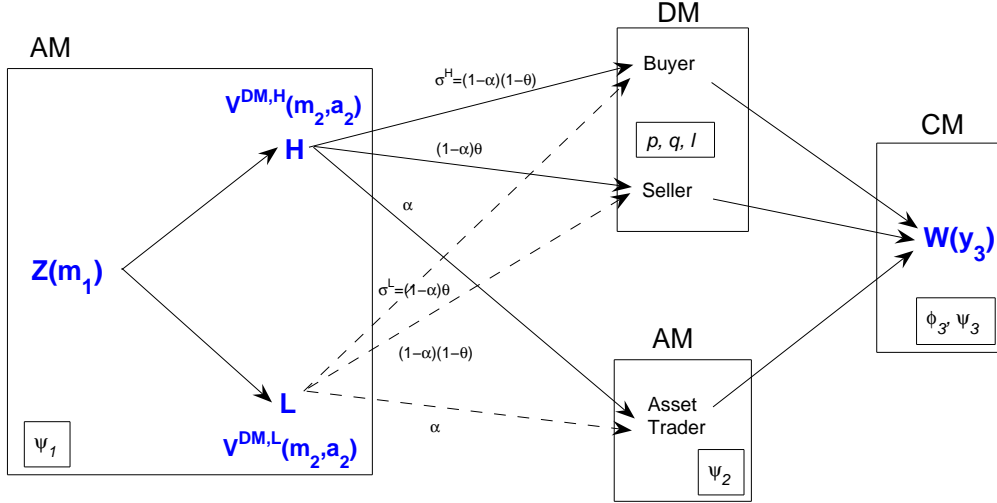 AM
V^{DM,H}(m_2,a_2)
H
Z(m_1)
L
V^{DM,L}(m_2,a_2)
ψ_1
σ^H=(1−α)(1−θ)
(1−α)θ
α
σ^L=(1−α)θ
(1−α)(1−θ)
α
DM
Buyer
p, q, l
Seller
AM
Asset
Trader
ψ_2
CM
W(y_3)
ϕ_3, ψ_3